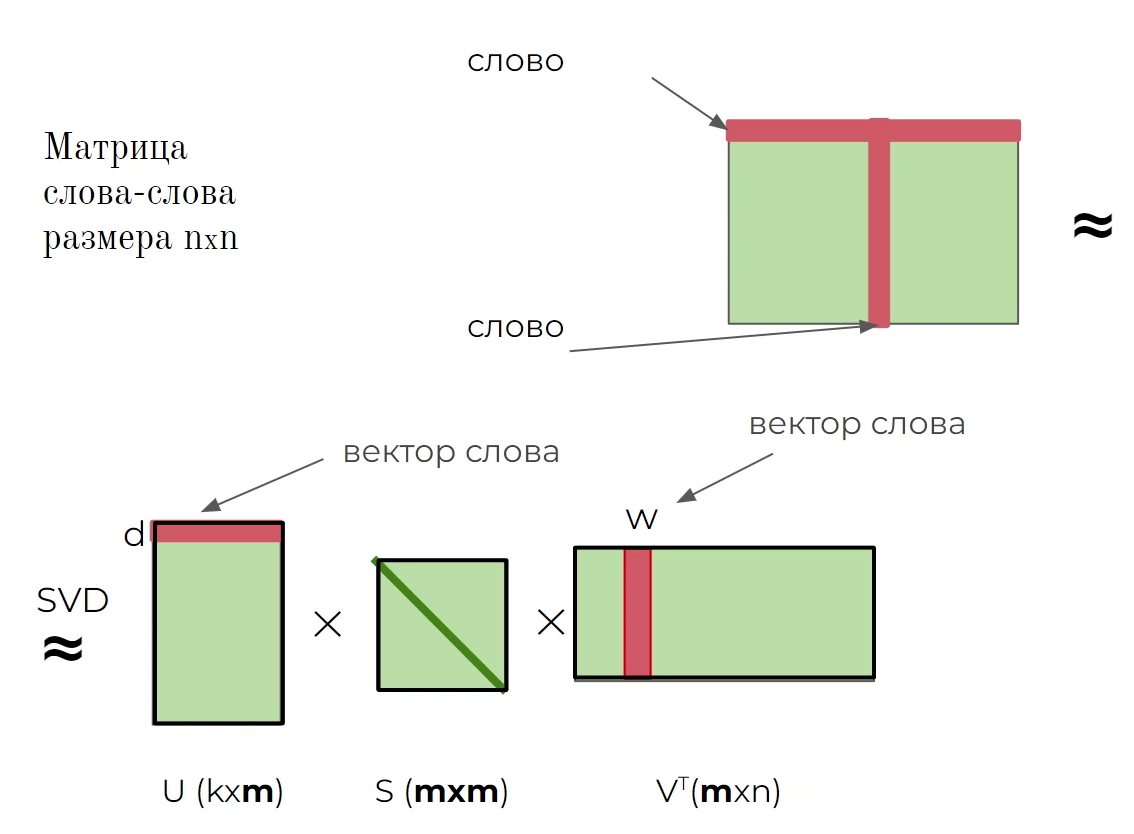 слово
Матрица
слова-слова
размера nxn
≈
слово
вектор слова
вектор слова
d
w
SVD
≈
×
×
U (kxm)
S (mxm)
Vᵀ(mxn)